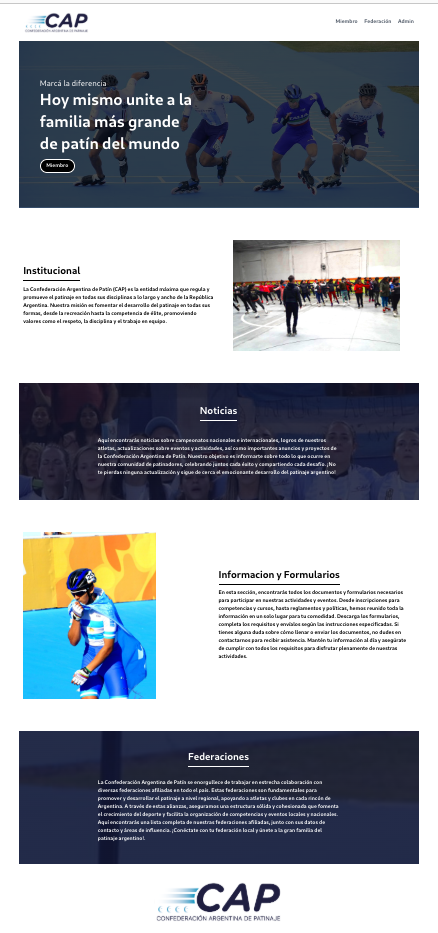 CAP
CONFEDERACIÓN ARGENTINA DE PATINAJE
Miembro Federación Admin
Marcá la diferencia
Hoy mismo unite a la
familia más grande
de patín del mundo
Miembro
Institucional
La Confederación Argentina de Patín (CAP) es la entidad máxima que regula y
promueve el patinaje en todas sus disciplinas a lo largo y ancho de la República
Argentina. Nuestra misión es fomentar el desarrollo del patinaje en todas sus
formas, desde la recreación hasta la competencia de élite, promoviendo
valores como el respeto, la disciplina y el trabajo en equipo.
Noticias
Aquí encontrarás noticias sobre campeonatos nacionales e internacionales, logros de nuestros
atletas, actualizaciones sobre eventos y actividades, así como importantes anuncios y proyectos de
la Confederación Argentina de Patín. Nuestro objetivo es informarte sobre todo lo que ocurre en
nuestra comunidad de patinadores, celebrando juntos cada éxito y compartiendo cada desafío. ¡No
te pierdas ninguna actualización y sigue de cerca el emocionante desarrollo del patinaje argentino!
Informacion y Formularios
En esta sección, encontrarás todos los documentos y formularios necesarios
para participar en nuestras actividades y eventos. Desde inscripciones para
competencias y cursos, hasta reglamentos y políticas, hemos reunido toda la
información en un solo lugar para tu comodidad. Descarga los formularios,
completa los requisitos y envíalos según las instrucciones especificadas. Si
tienes alguna duda sobre cómo llenar o enviar los documentos, no dudes en
contactarnos para recibir asistencia. Mantén tu información al día y asegúrate
de cumplir con todos los requisitos para disfrutar plenamente de nuestras
actividades.
Federaciones
La Confederación Argentina de Patín se enorgullece de trabajar en estrecha colaboración con
diversas federaciones afiliadas en todo el país. Estas federaciones son fundamentales para
promover y desarrollar el patinaje a nivel regional, apoyando a atletas y clubes en cada rincón de
Argentina. A través de estas alianzas, aseguramos una estructura sólida y cohesionada que fomenta
el crecimiento del deporte y facilita la organización de competencias y eventos locales y nacionales.
Aquí encontrarás una lista completa de nuestras federaciones afiliadas, junto con sus datos de
contacto y áreas de influencia. ¡Conéctate con tu federación local y únete a la gran familia del
patinaje argentino!.
CAP
CONFEDERACIÓN ARGENTINA DE PATINAJE